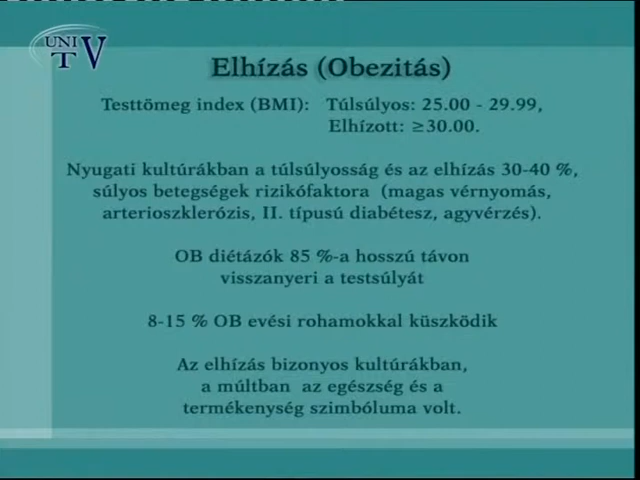 UNI
TV
Elhízás (Obezitás)
Testtömeg index (BMI): Túlsúlyos: 25.00 - 29.99,
Elhízott: ≥30.00.
Nyugati kultúrákban a túlsúlyosság és az elhízás 30-40 %,
súlyos betegségek rizikófaktora (magas vérnyomás,
arterioszklerózis, II. típusú diabétesz, agyvérzés).
OB diétázók 85 %-a hosszú távon
visszanyeri a testsúlyát
8-15 % OB evési rohamokkal küszködik
Az elhízás bizonyos kultúrákban,
a múltban az egészség és a
termékenység szimbóluma volt.